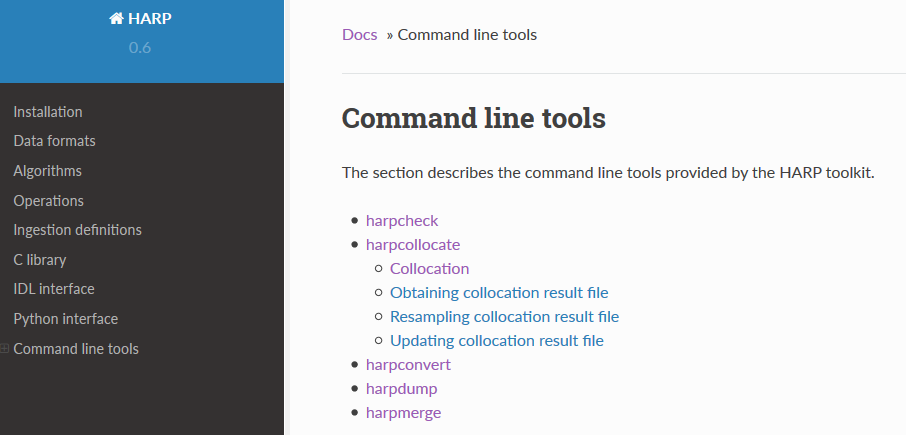 HARP
0.6
Installation
Data formats
Algorithms
Operations
Ingestion definitions
C library
IDL interface
Python interface
Command line tools
Docs » Command line tools
Command line tools
The section describes the command line tools provided by the HARP toolkit.
harpcheck
harpcollocate
Collocation
Obtaining collocation result file
Resampling collocation result file
Updating collocation result file
harpconvert
harpdump
harpmerge